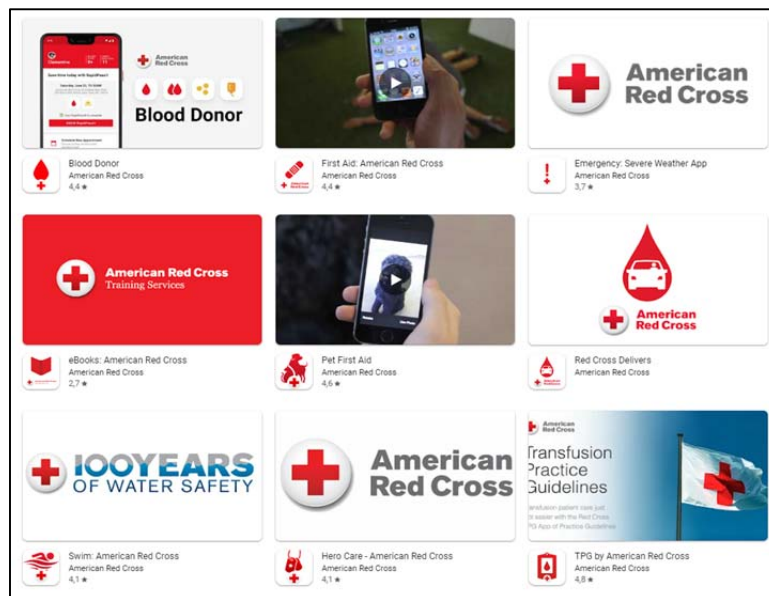 American
Red Cross
Blood Donor
American
Red Cross
Blood Donor
American Red Cross
4,4 ★
First Aid: American Red Cross
American Red Cross
4,4 ★
Emergency: Severe Weather App
American Red Cross
3,7 ★
American Red Cross
Training Services
American
Red Cross
eBooks: American Red Cross
American Red Cross
2,7 ★
Pet First Aid
American Red Cross
4,6 ★
Red Cross Delivers
American Red Cross
100YEARS
OF WATER SAFETY
American
Red Cross
American
Red Cross
Transfusion
Practice
Guidelines
Swim: American Red Cross
American Red Cross
4,1 ★
Hero Care - American Red Cross
American Red Cross
4,1 ★
TPG by American Red Cross
American Red Cross
4,8 ★